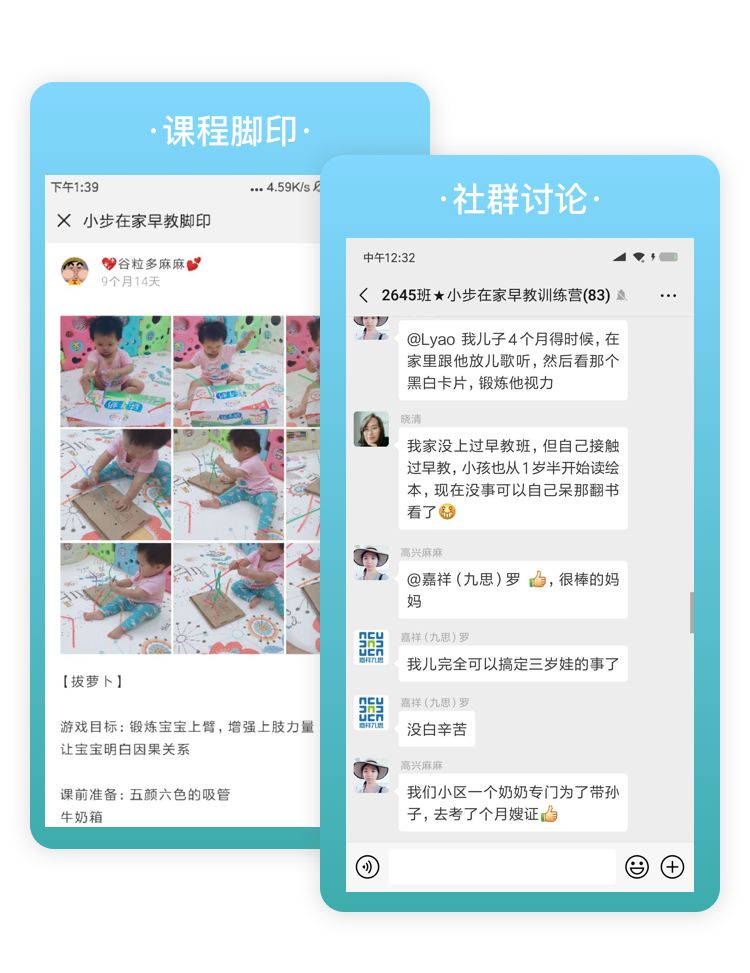 ·课程脚印·
下午1:39
... 4.59K/s
小步在家早教脚印
谷粒多麻麻
9个月14天
【拔萝卜】
游戏目标：锻炼宝宝上臂，增强上肢力量
让宝宝明白因果关系
课前准备：五颜六色的吸管
牛奶箱
·社群讨论·
中午12:32
2645班★小步在家早教训练营(83)
@Lyao 我儿子4个月得时候，在
家里跟他放儿歌听，然后看那个
黑白卡片，锻炼他视力
晓清
我家没上过早教班，但自己接触
过早教，小孩也从1岁半开始读绘
本，现在没事可以自己呆那翻书
看了
高兴麻麻
@嘉祥（九思）罗 ，很棒的妈
妈
嘉祥（九思）罗
嘉祥九思
我儿完全可以搞定三岁娃的事了
嘉祥（九思）罗
嘉祥九思
没白辛苦
高兴麻麻
我们小区一个奶奶专门为了带孙
子，去考了个月嫂证